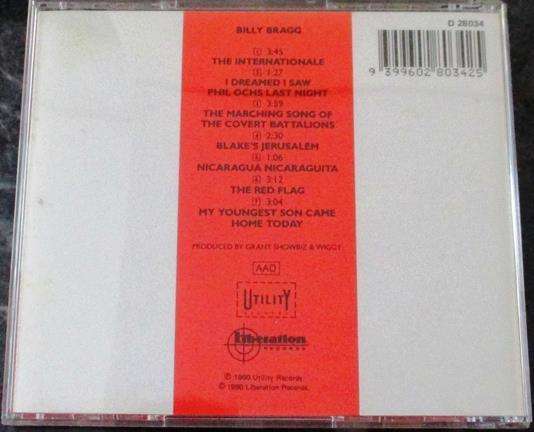 BILLY BRAGG
D 28034
1 3:45
THE INTERNATIONALE
2 1:27
I DREAMED I SAW
PHIL OCHS LAST NIGHT
3 3:59
THE MARCHING SONG OF
THE COVERT BATTALIONS
4 2:30
BLAKE'S JERUSALEM
5 1:06
NICARAGUA NICARAGUITA
6 3:12
THE RED FLAG
7 3:04
MY YOUNGEST SON CAME
HOME TODAY
PRODUCED BY GRANT SHOWBIZ & WIGGY
AAD
UTILITY
Liberation
RECORDS
℗ 1990 Utility Records
© 1990 Liberation Records
9 399602 803425